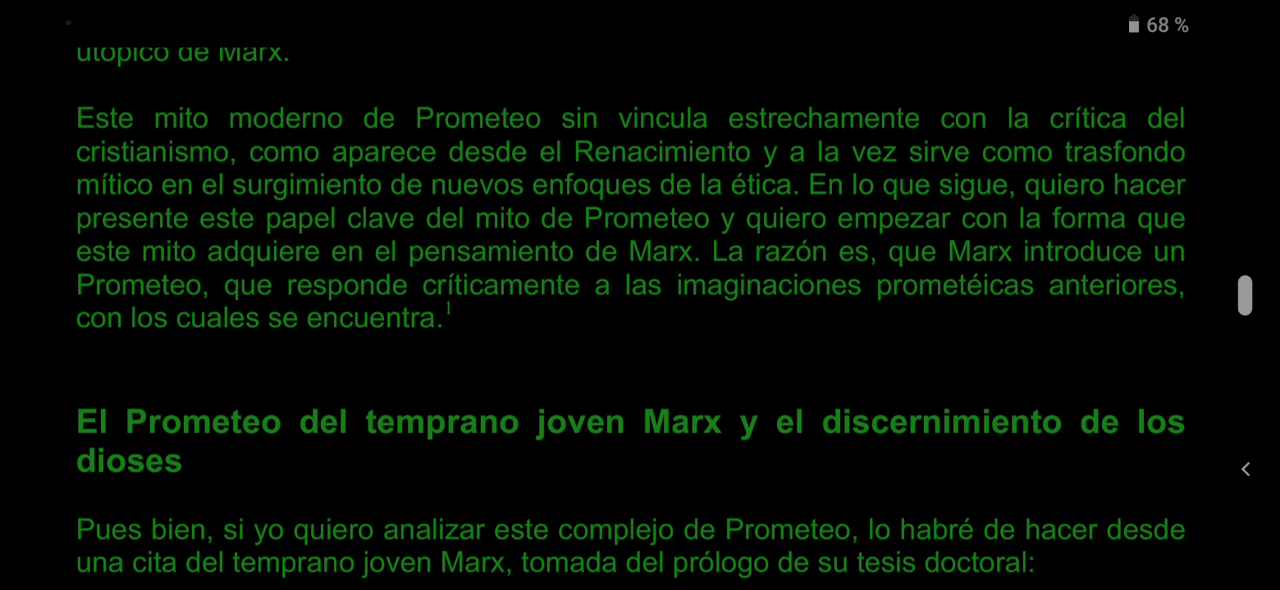 68 %
utópico de Marx.
Este mito moderno de Prometeo sin vincula estrechamente con la crítica del
cristianismo, como aparece desde el Renacimiento y a la vez sirve como trasfondo
mítico en el surgimiento de nuevos enfoques de la ética. En lo que sigue, quiero hacer
presente este papel clave del mito de Prometeo y quiero empezar con la forma que
este mito adquiere en el pensamiento de Marx. La razón es, que Marx introduce un
Prometeo, que responde críticamente a las imaginaciones prometéicas anteriores,
con los cuales se encuentra.1
El Prometeo del temprano joven Marx y el discernimiento de los
dioses
Pues bien, si yo quiero analizar este complejo de Prometeo, lo habré de hacer desde
una cita del temprano joven Marx, tomada del prólogo de su tesis doctoral: